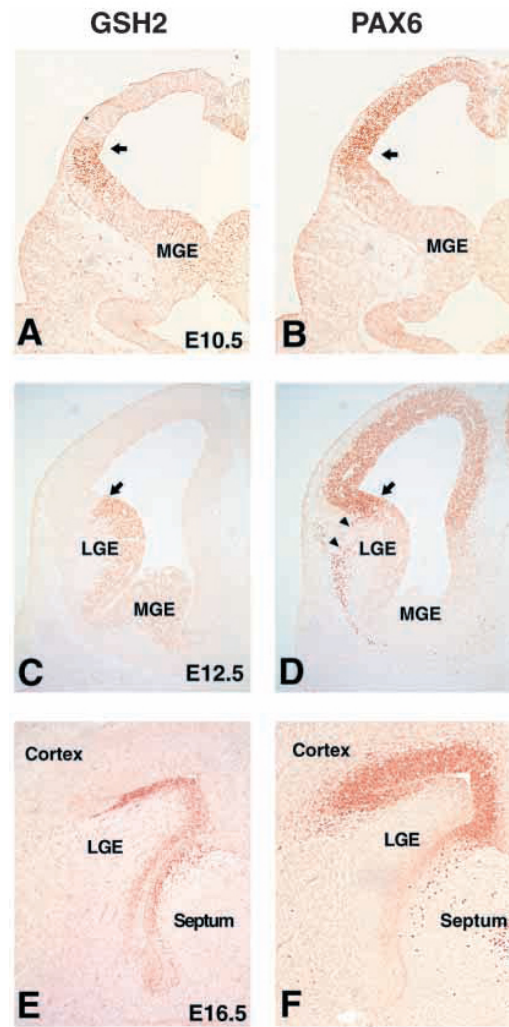 GSH2 PAX6
MGE MGE
A E10.5 B
LGE LGE
MGE MGE
C E12.5 D
Cortex Cortex
LGE LGE
Septum Septum
E E16.5 F